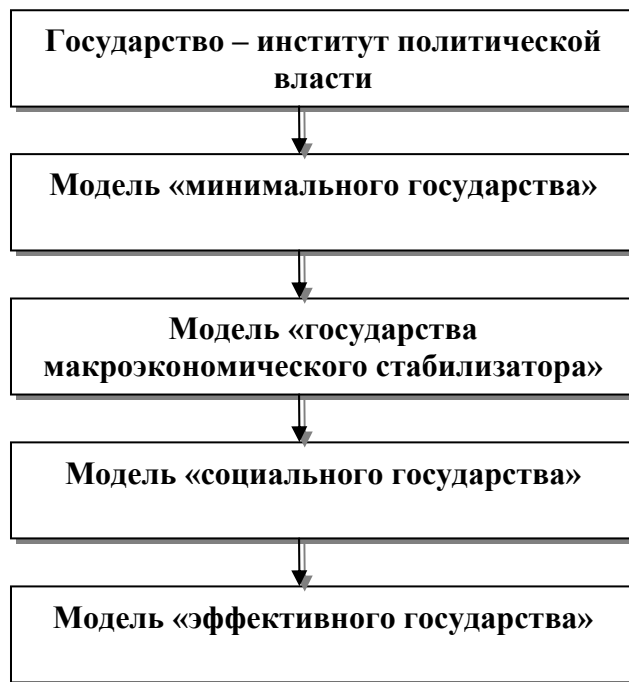 Государство – институт политической
власти
Модель «минимального государства»
Модель «государства
макроэкономического стабилизатора»
Модель «социального государства»
Модель «эффективного государства»